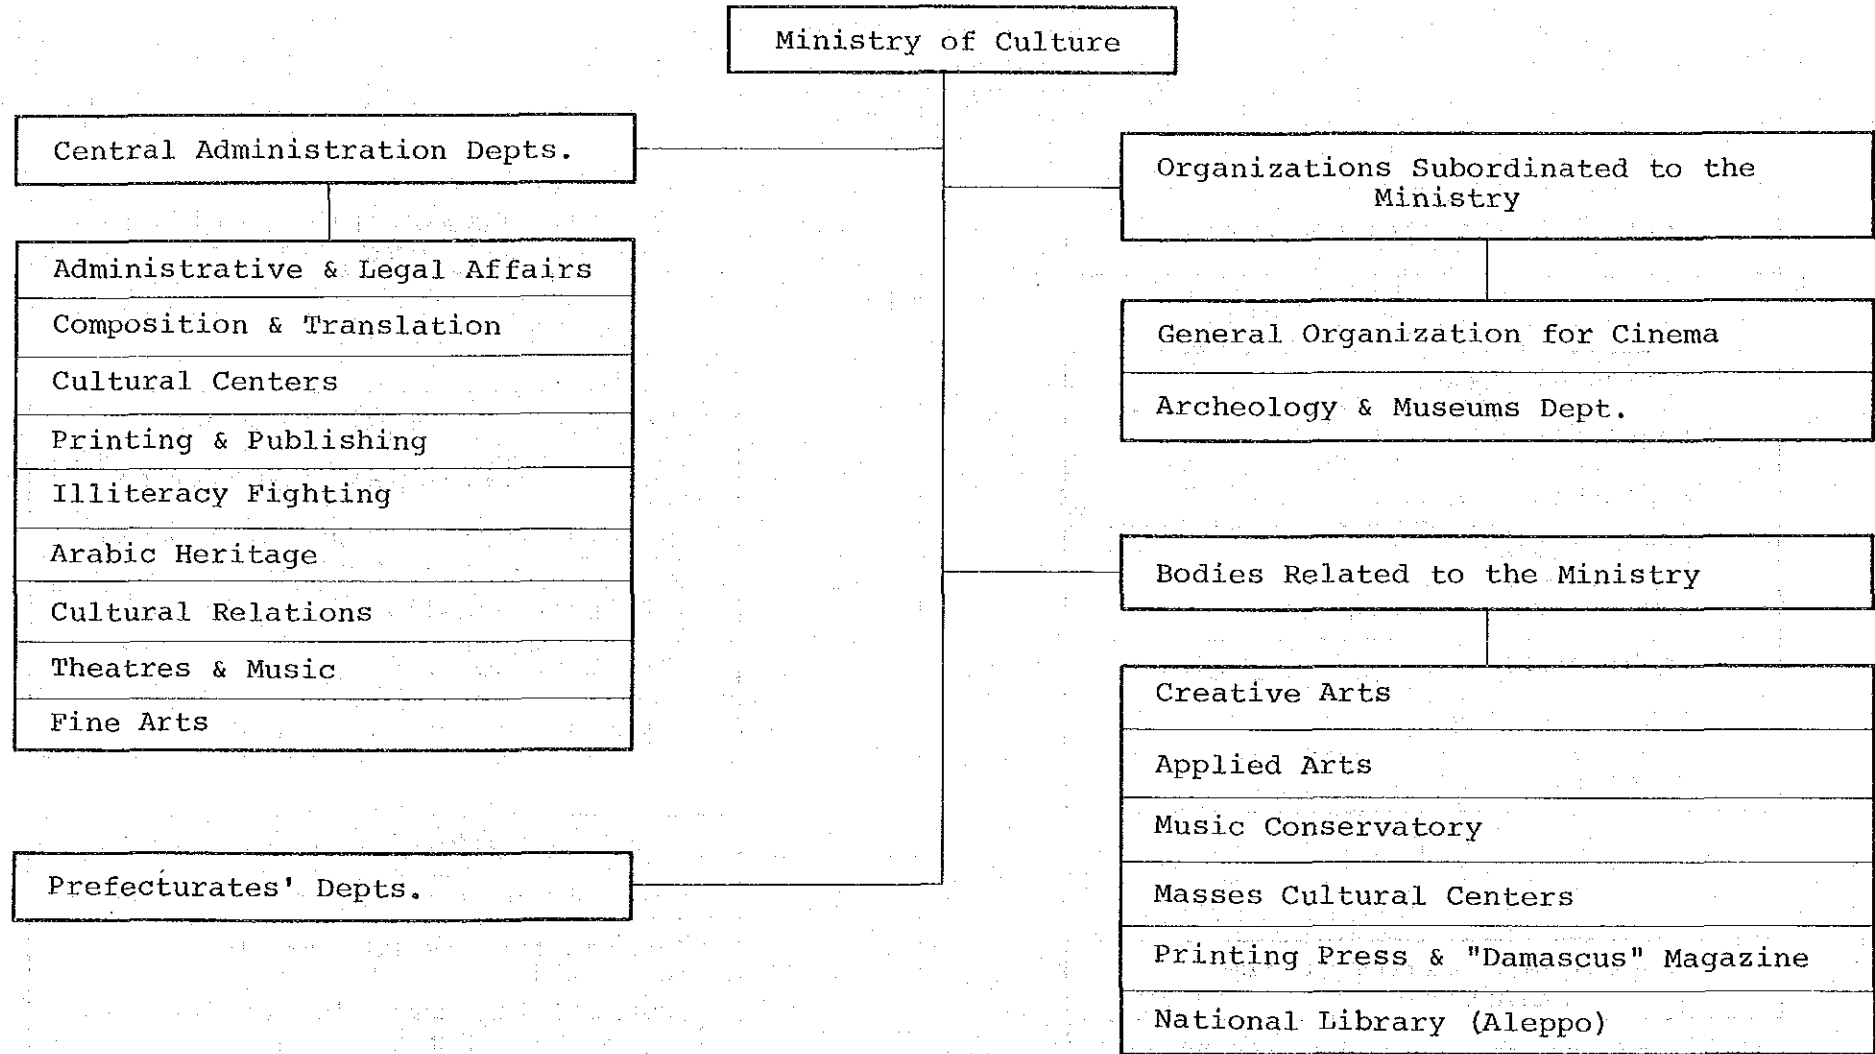 Ministry of Culture
Central Administration Depts.
Administrative & Legal Affairs
Composition & Translation
Cultural Centers
Printing & Publishing
Illiteracy Fighting
Arabic Heritage
Cultural Relations
Theatres & Music
Fine Arts
Prefecturates' Depts.
Organizations Subordinated to the
Ministry
General Organization for Cinema
Archeology & Museums Dept.
Bodies Related to the Ministry
Creative Arts
Applied Arts
Music Conservatory
Masses Cultural Centers
Printing Press & "Damascus" Magazine
National Library (Aleppo)